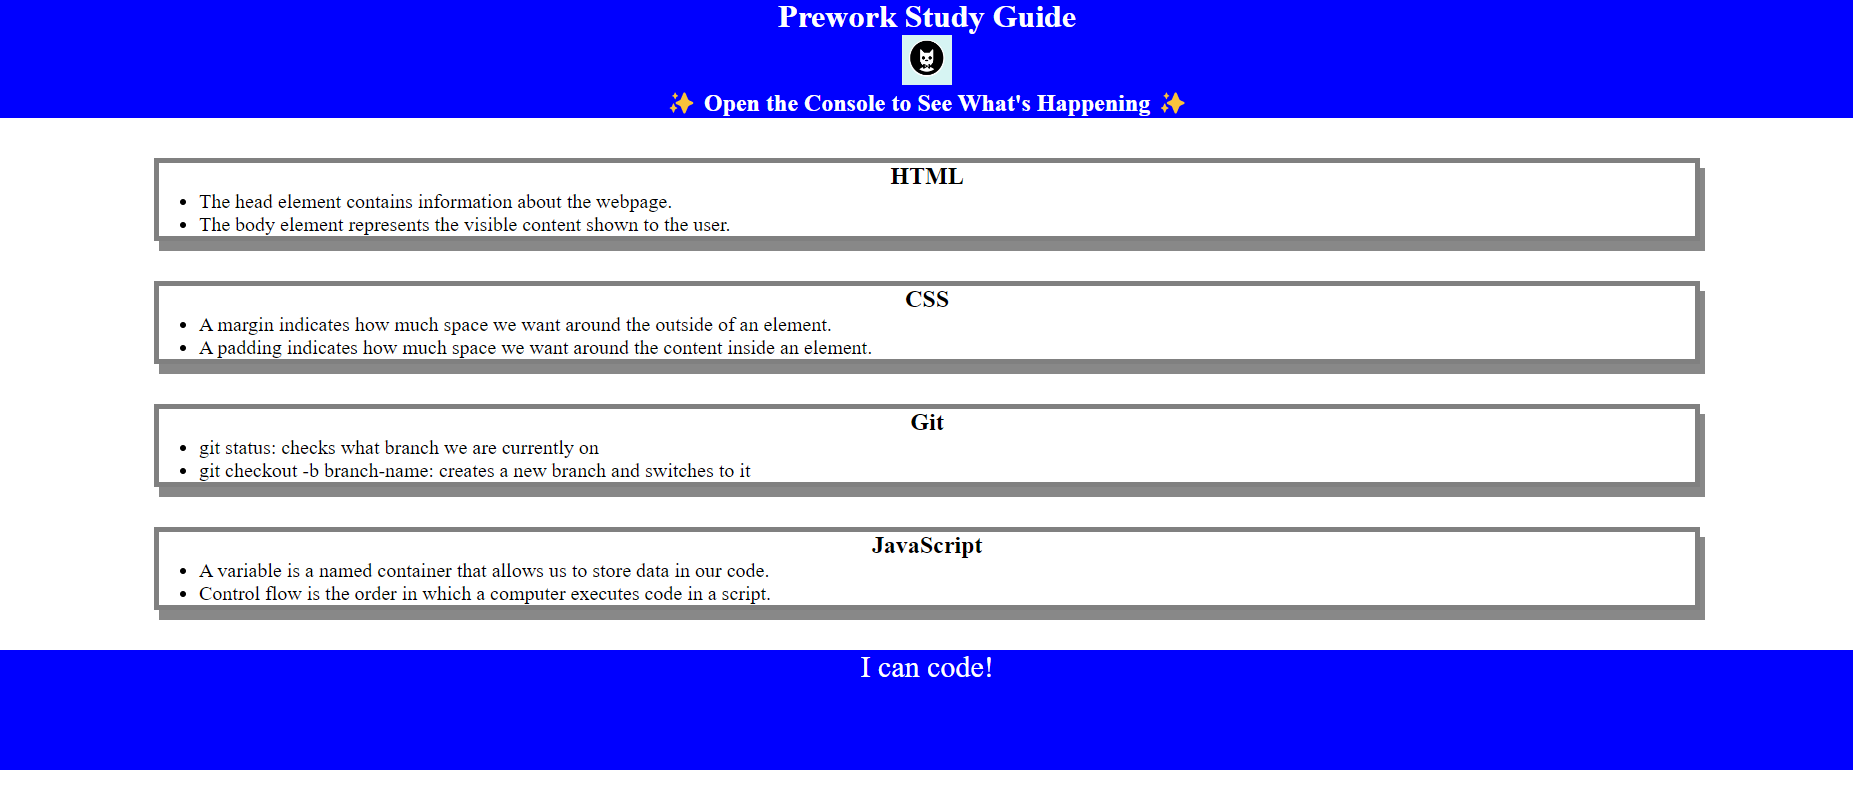 Prework Study Guide
✨ Open the Console to See What's Happening ✨
HTML
• The head element contains information about the webpage.
• The body element represents the visible content shown to the user.
CSS
• A margin indicates how much space we want around the outside of an element.
• A padding indicates how much space we want around the content inside an element.
Git
• git status: checks what branch we are currently on
• git checkout -b branch-name: creates a new branch and switches to it
JavaScript
• A variable is a named container that allows us to store data in our code.
• Control flow is the order in which a computer executes code in a script.
I can code!